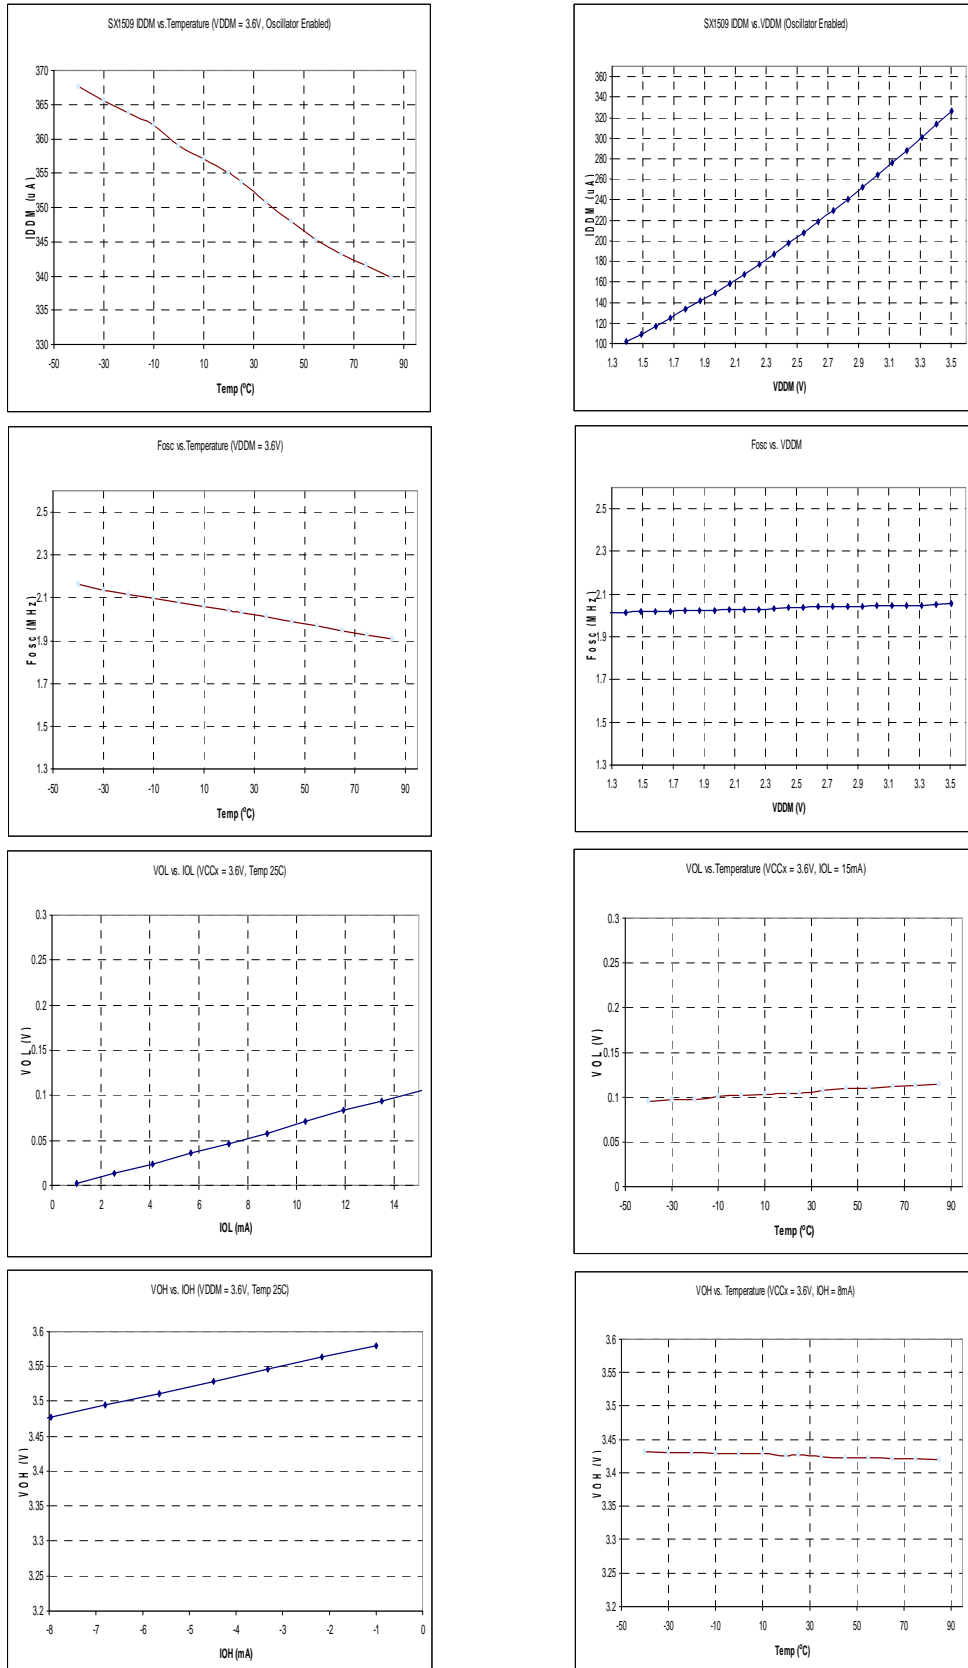 SX1509 IDDM vs.Temperature (VDDM = 3.6V, Oscillator Enabled)
370
365
360
355
350
345
340
335
330
IDDM (uA)
-50 -30 -10 10 30 50 70 90
Temp (ºC)
SX1509 IDDM vs.VDDM (Oscillator Enabled)
360
340
320
300
280
260
240
220
200
180
160
140
120
100
IDDM (uA)
1.3 1.5 1.7 1.9 2.1 2.3 2.5 2.7 2.9 3.1 3.3 3.5
VDDM (V)
Fosc vs.Temperature (VDDM = 3.6V)
2.5
2.3
2.1
1.9
1.7
1.5
1.3
Fosc (MHz)
-50 -30 -10 10 30 50 70 90
Temp (ºC)
Fosc vs. VDDM
2.5
2.3
2.1
1.9
1.7
1.5
1.3
Fosc (MHz)
1.3 1.5 1.7 1.9 2.1 2.3 2.5 2.7 2.9 3.1 3.3 3.5
VDDM (V)
VOL vs. IOL (VCCx = 3.6V, Temp 25C)
0.3
0.25
0.2
0.15
0.1
0.05
0
VOL (V)
0 2 4 6 8 10 12 14
IOL (mA)
VOL vs.Temperature (VCCx = 3.6V, IOL = 15mA)
0.3
0.25
0.2
0.15
0.1
0.05
0
VOL (V)
-50 -30 -10 10 30 50 70 90
Temp (ºC)
VOH vs. IOH (VDDM = 3.6V, Temp 25C)
3.6
3.55
3.5
3.45
3.4
3.35
3.3
3.25
3.2
VOH (V)
-8 -7 -6 -5 -4 -3 -2 -1 0
IOH (mA)
VOH vs. Temperature (VCCx = 3.6V, IOH = 8mA)
3.6
3.55
3.5
3.45
3.4
3.35
3.3
3.25
3.2
VOH (V)
-50 -30 -10 10 30 50 70 90
Temp (ºC)